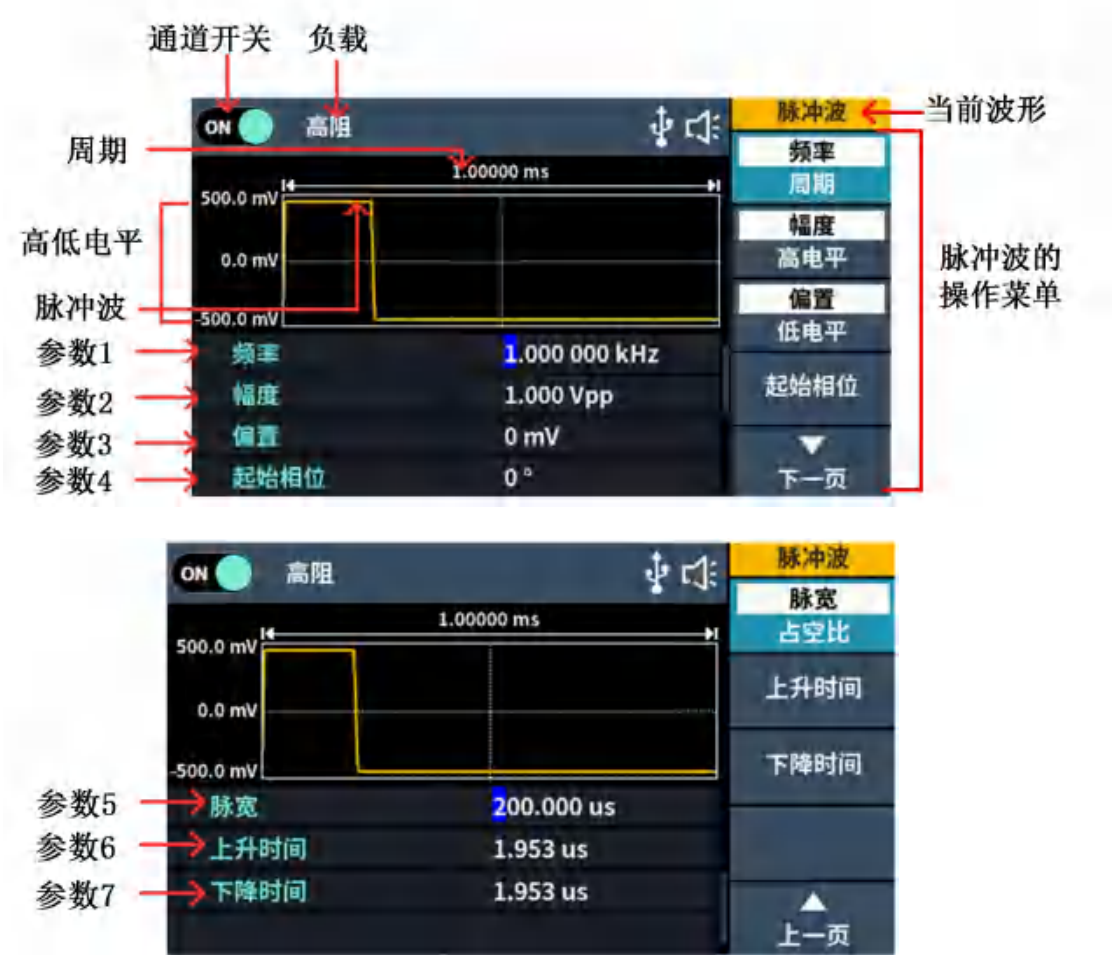 通道开关 负载
ON 高阻
脉冲波
当前波形
周期
1.00000 ms
频率
周期
500.0 mV
幅度
高低电平
0.0 mV
高电平
脉冲波的
操作菜单
偏置
脉冲波
-500.0 mV
低电平
参数1 频率 1.000 000 kHz
参数2 幅度 1.000 Vpp
起始相位
参数3 偏置 0 mV
参数4 起始相位 0 °
下一页
ON 高阻
脉冲波
1.00000 ms
脉宽
占空比
500.0 mV
上升时间
0.0 mV
-500.0 mV
下降时间
参数5 脉宽 200.000 us
参数6 上升时间 1.953 us
参数7 下降时间 1.953 us
上一页